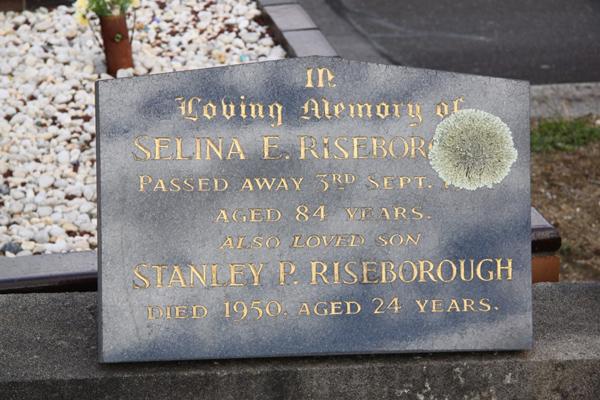 In
Loving Memory of
SELINA E.
PASSED AWAY 3RD SEPT.
AGED 84 YEARS.
ALSO LOVED SON
STANLEY P. RISEBOROUGH
DIED 1950. AGED 24 YEARS.